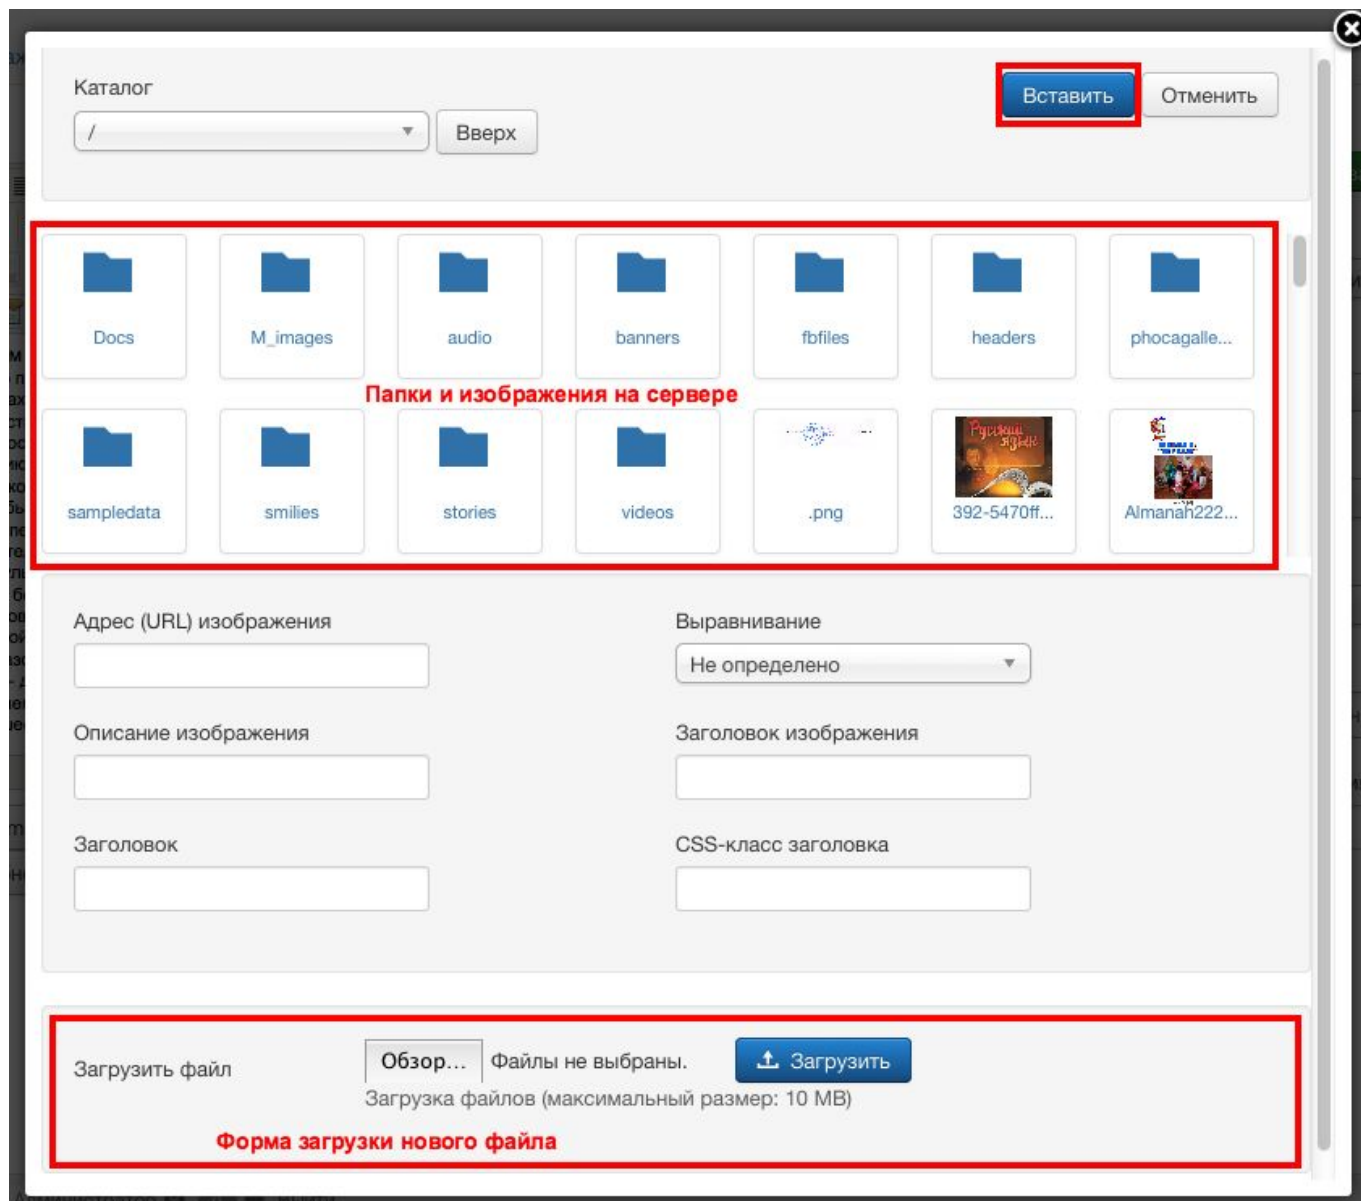 Каталог
Вставить
Отменить
/
Вверх
Docs
M_images
audio
banners
fbfiles
headers
phocagalle...
Папки и изображения на сервере
Русский
язык
sampledata
smilies
stories
videos
.png
392-5470ff...
Almanah222...
Адрес (URL) изображения
Выравнивание
Не определено
Описание изображения
Заголовок изображения
Заголовок
CSS-класс заголовка
Загрузить файл
Обзор...
Файлы не выбраны.
Загрузить
Загрузка файлов (максимальный размер: 10 MB)
Форма загрузки нового файла